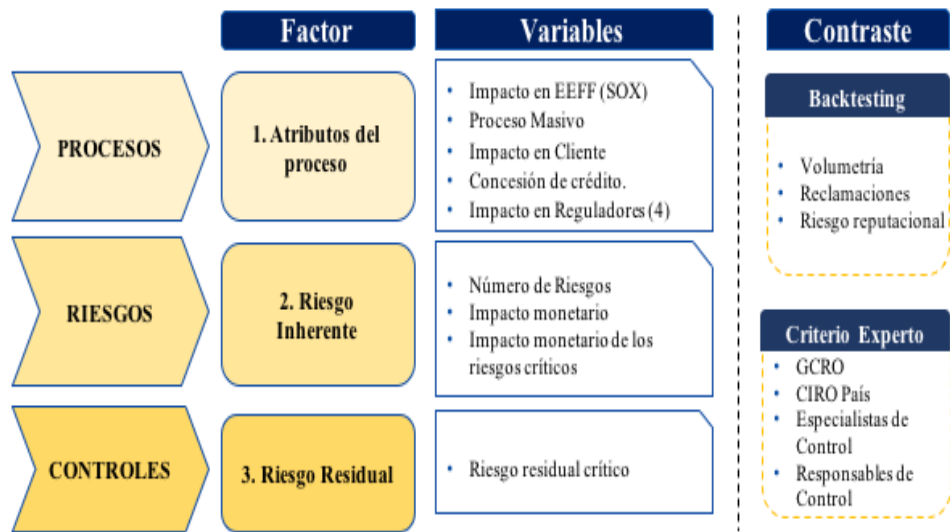 Factor
Variables
Contraste
PROCESOS
1. Atributos del
proceso
• Impacto en EEFF (SOX)
• Proceso Masivo
• Impacto en Cliente
• Concesión de crédito.
• Impacto en Reguladores (4)
RIESGOS
2. Riesgo
Inherente
• Número de Riesgos
• Impacto monetario
• Impacto monetario de los
riesgos críticos
CONTROLES
3. Riesgo Residual
• Riesgo residual crítico
Backtesting
• Volumetría
• Reclamaciones
• Riesgo reputacional
Criterio Experto
• GCRO
• CIRO País
• Especialistas de
Control
• Responsables de
Control